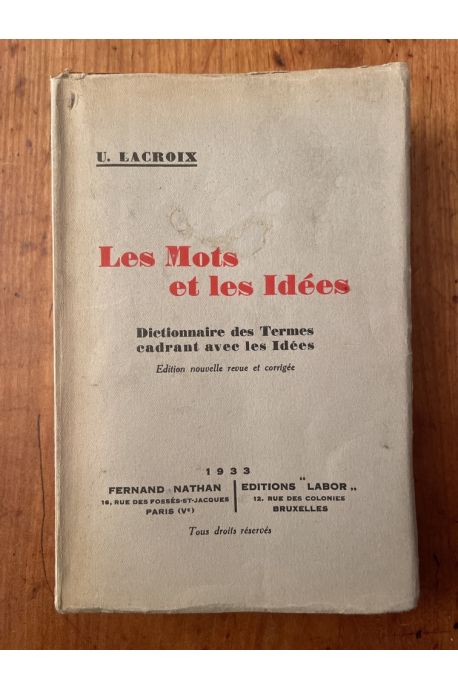 U. LACROIX
Les Mots
et les Idées
Dictionnaire des Termes
cadrant avec les Idées
Edition nouvelle revue et corrigée
1933
FERNAND NATHAN
16, RUE DES FOSSÉS-ST-JACQUES
PARIS (Vᵉ)
EDITIONS "LABOR„
12, RUE DES COLONIES
BRUXELLES
Tous droits réservés